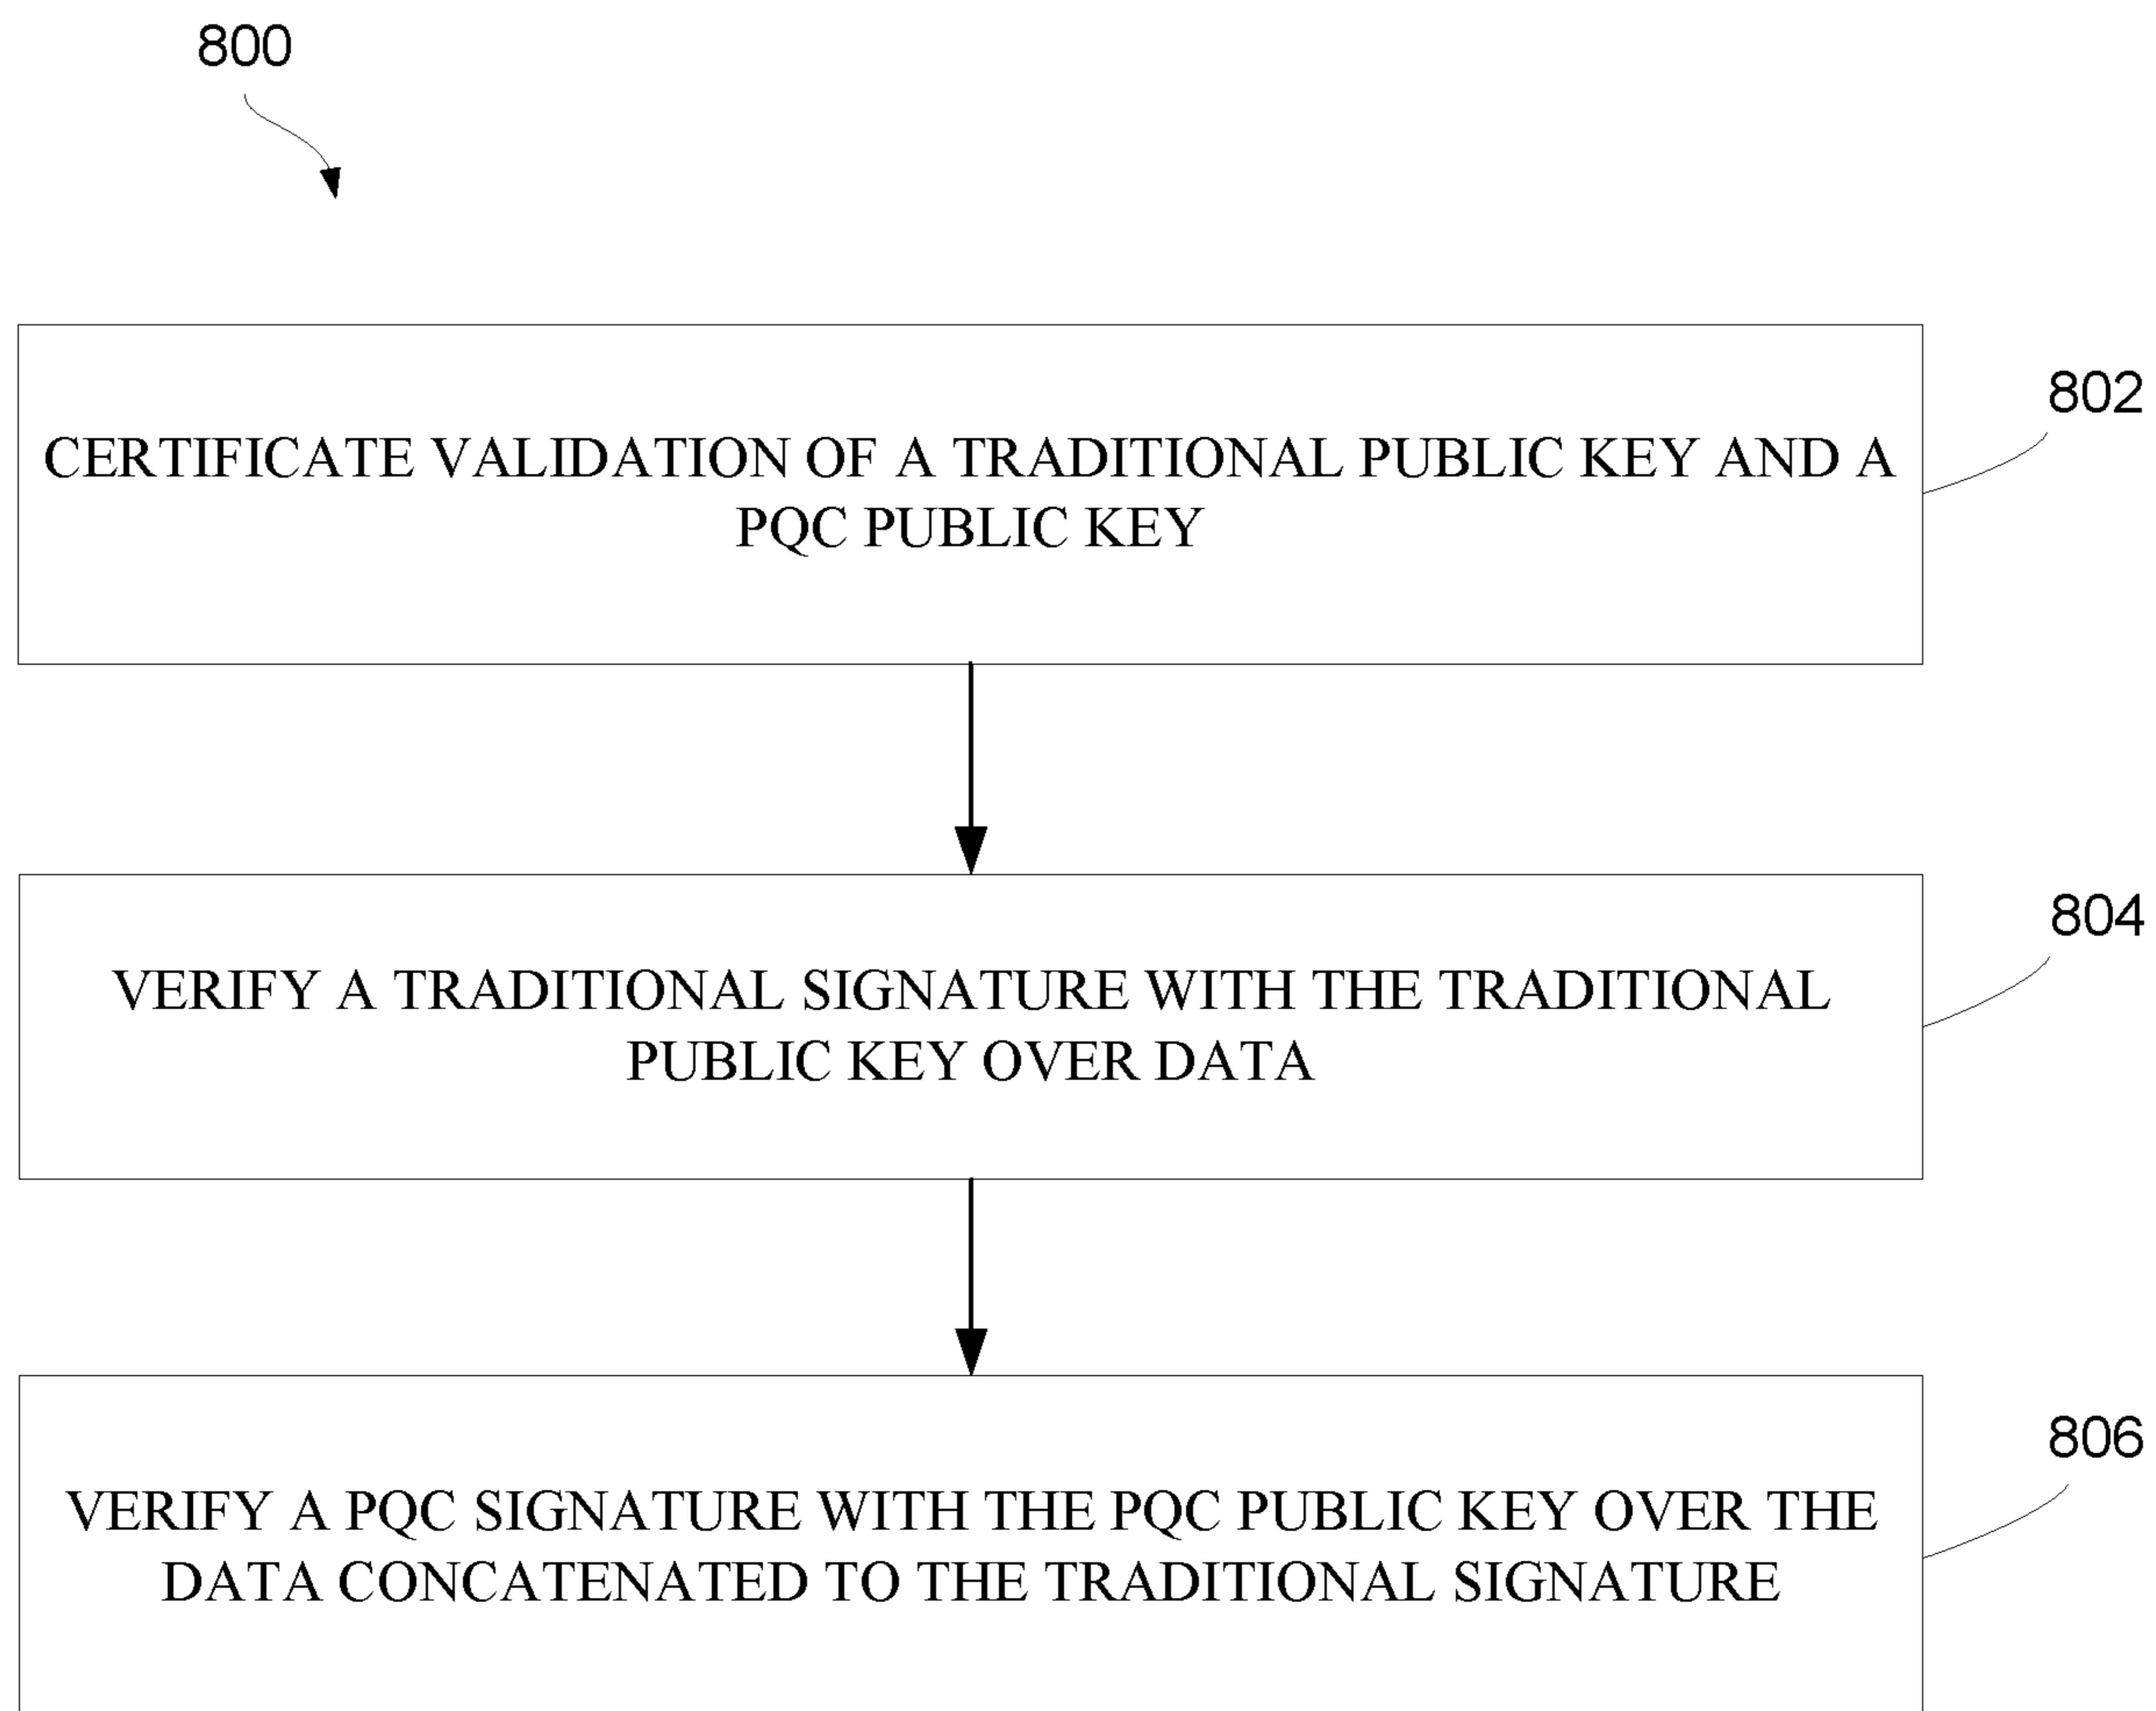 800
802
CERTIFICATE VALIDATION OF A TRADITIONAL PUBLIC KEY AND A
PQC PUBLIC KEY
804
VERIFY A TRADITIONAL SIGNATURE WITH THE TRADITIONAL
PUBLIC KEY OVER DATA
806
VERIFY A PQC SIGNATURE WITH THE PQC PUBLIC KEY OVER THE
DATA CONCATENATED TO THE TRADITIONAL SIGNATURE